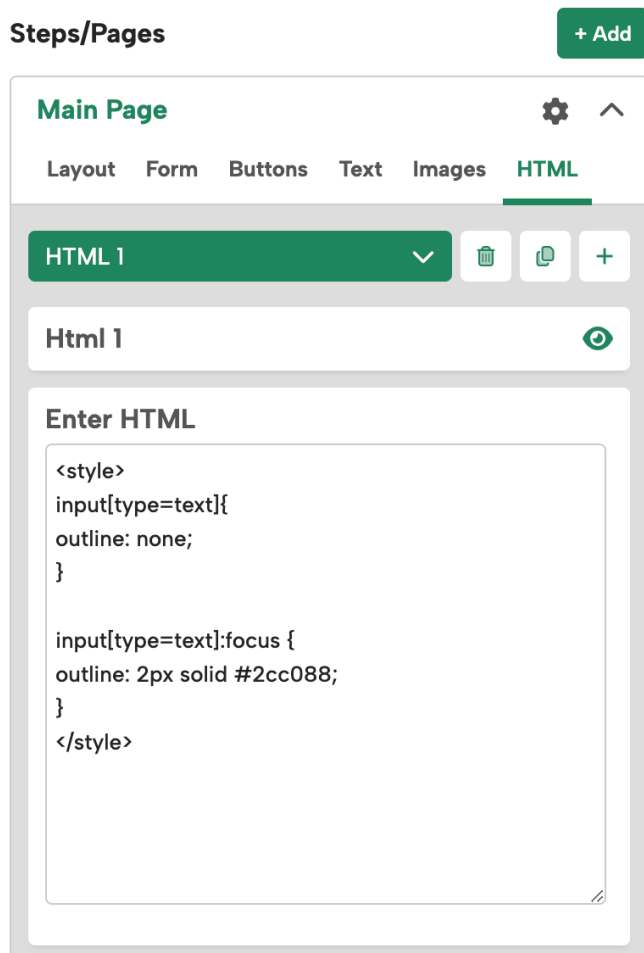 Steps/Pages
+ Add
Main Page
Layout Form Buttons Text Images HTML
HTML 1
Html 1
Enter HTML
<style>
input[type=text]{
outline: none;
}
input[type=text]:focus {
outline: 2px solid #2cc088;
}
</style>